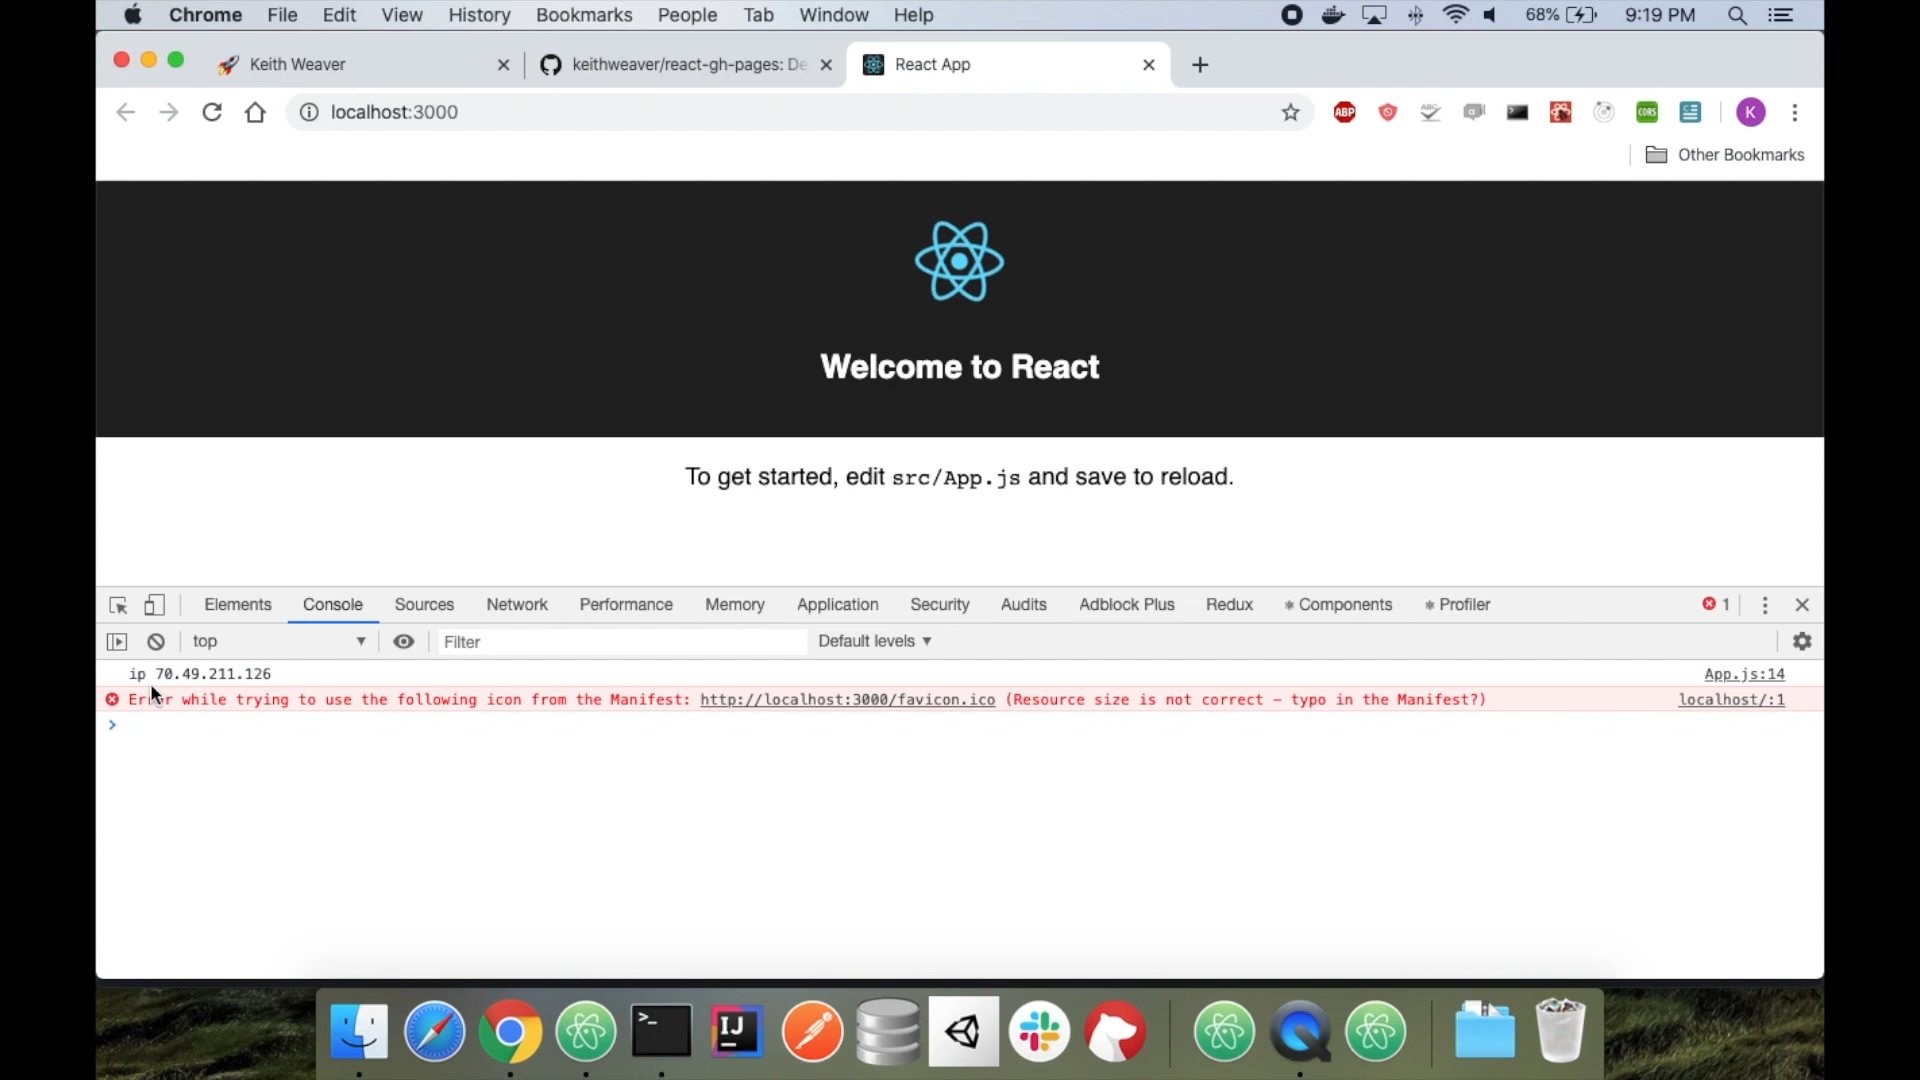 Chrome File Edit View History Bookmarks People Tab Window Help 68% 9:19 PM
Keith Weaver keithweaver/react-gh-pages: De React App
localhost:3000 ABP ABC CORS K
Other Bookmarks
Welcome to React
To get started, edit src/App.js and save to reload.
Elements Console Sources Network Performance Memory Application Security Audits Adblock Plus Redux Components Profiler 1
top Filter Default levels
ip 70.49.211.126 App.js:14
Error while trying to use the following icon from the Manifest: http://localhost:3000/favicon.ico (Resource size is not correct – typo in the Manifest?) localhost/:1
>
>_ IJ